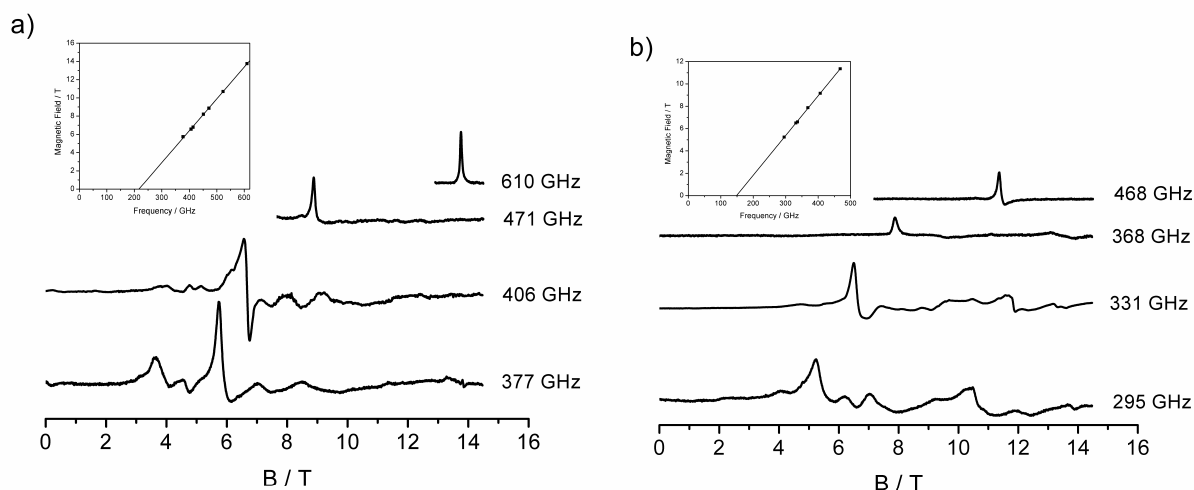 a)
16
14
12
10
8
6
4
2
0
Magnetic Field / T
0 100 200 300 400 500 600
Frequency / GHz
610 GHz
471 GHz
406 GHz
377 GHz
0 2 4 6 8 10 12 14 16
B / T
b)
12
10
8
6
4
2
0
Magnetic Field / T
0 100 200 300 400 500
Frequency / GHz
468 GHz
368 GHz
331 GHz
295 GHz
0 2 4 6 8 10 12 14 16
B / T